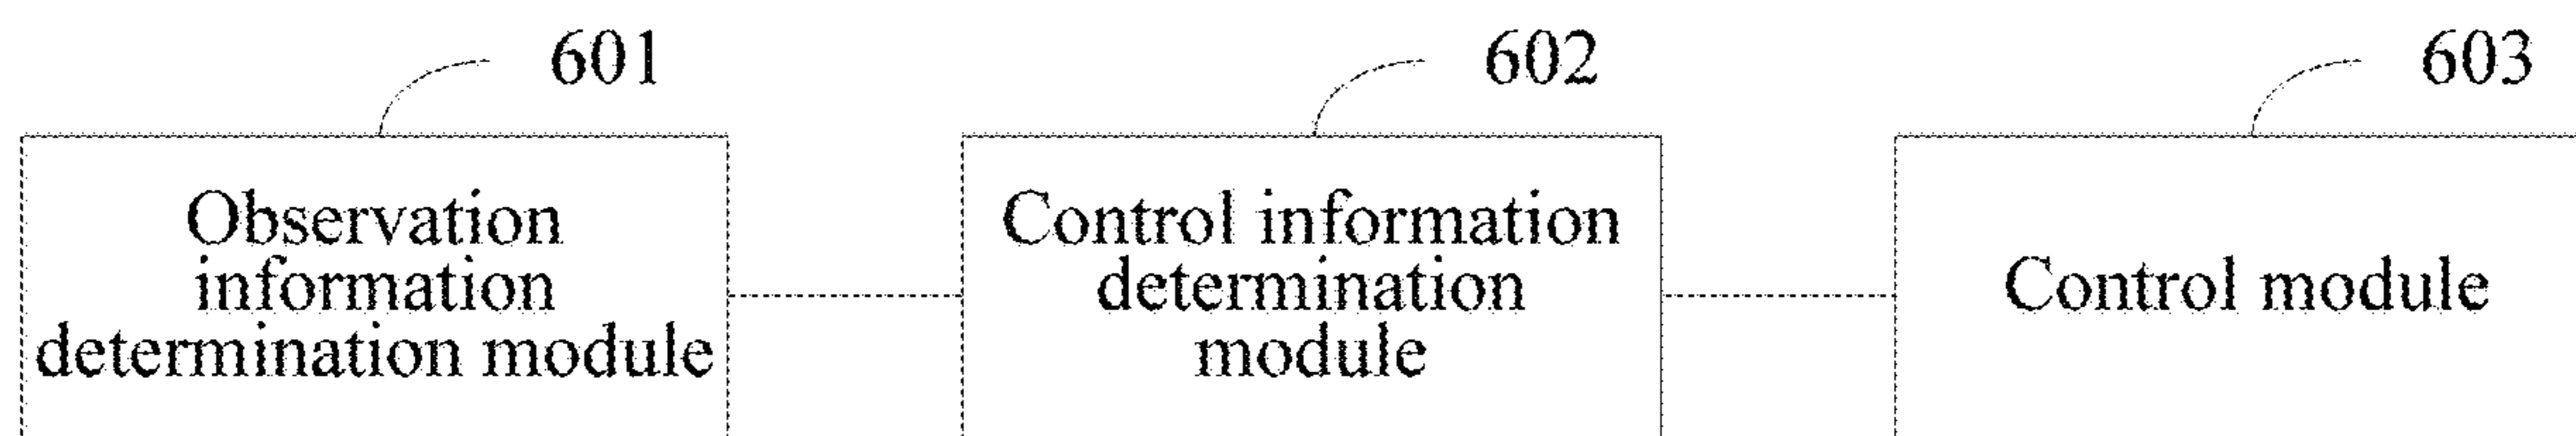 601
602
603
Observation
information
determination module
Control information
determination
module
Control module